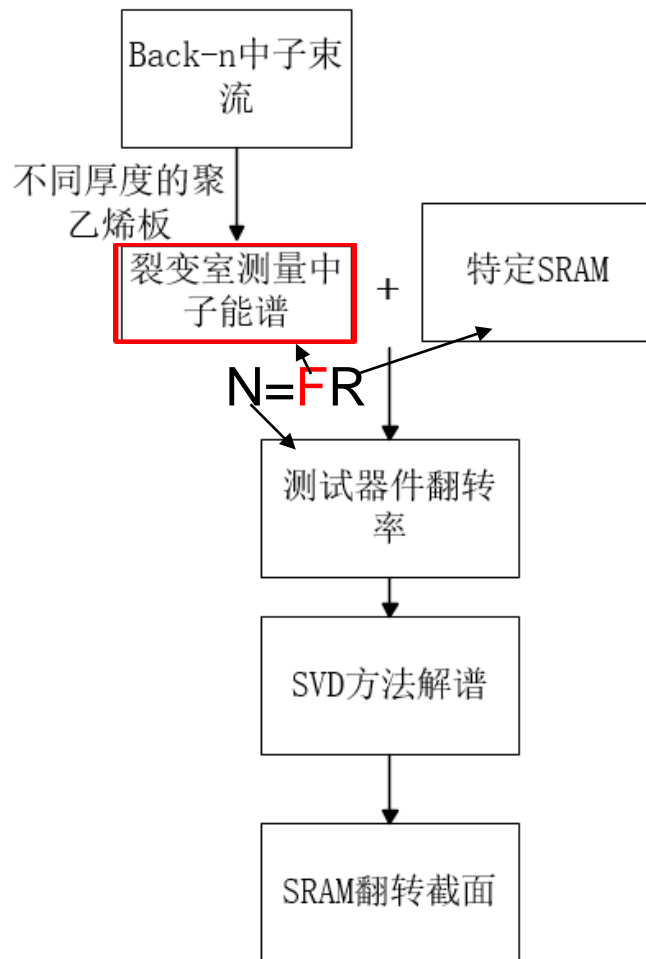 Back-n中子束
流
不同厚度的聚
乙烯板
裂变室测量中
子能谱
+
特定SRAM
N=FR
测试器件翻转
率
SVD方法解谱
SRAM翻转截面